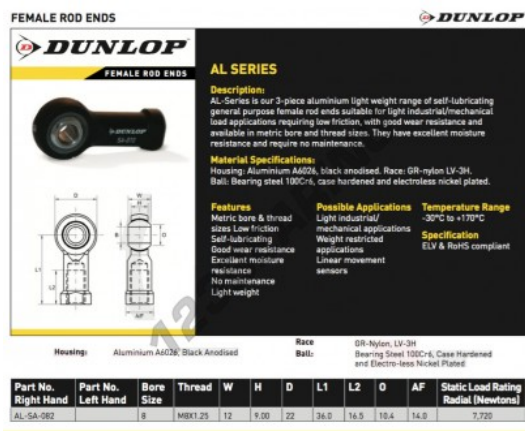 FEMALE ROD ENDS
DUNLOP
DUNLOP
FEMALE ROD ENDS
AL SERIES
Description:
AL-Series is our 3-piece aluminium light weight range of self-lubricating
general purpose female rod ends suitable for light industrial/mechanical
load applications requiring low friction, with good wear resistance and
available in metric bore and thread sizes. They have excellent moisture
resistance and require no maintenance.
Material Specifications:
Housing: Aluminium A6026, black anodised. Race: GR-nylon LV-3H.
Ball: Bearing steel 100Cr6, case hardened and electroless nickel plated.
Features
Metric bore & thread
sizes Low friction
Self-lubricating
Good wear resistance
Excellent moisture
resistance
No maintenance
Light weight
Possible Applications
Light industrial/
mechanical applications
Weight restricted
applications
Linear movement
sensors
Temperature Range
-30°C to +170°C
Specification
ELV & RoHS compliant
DUNLOP
D
W
H
B
O
L1
L2
A/F
Housing: Aluminium A6026, Black Anodised
Race GR-Nylon, LV-3H
Ball: Bearing Steel 100Cr6, Case Hardened
and Electro-less Nickel Plated
Part No. Part No. Bore Thread W H D L1 L2 O AF Static Load Rating
Right Hand Left Hand Size Radial (Newtons)
AL-SA-082 8 M8X1.25 12 9.00 22 36.0 16.5 10.4 14.0 7,720